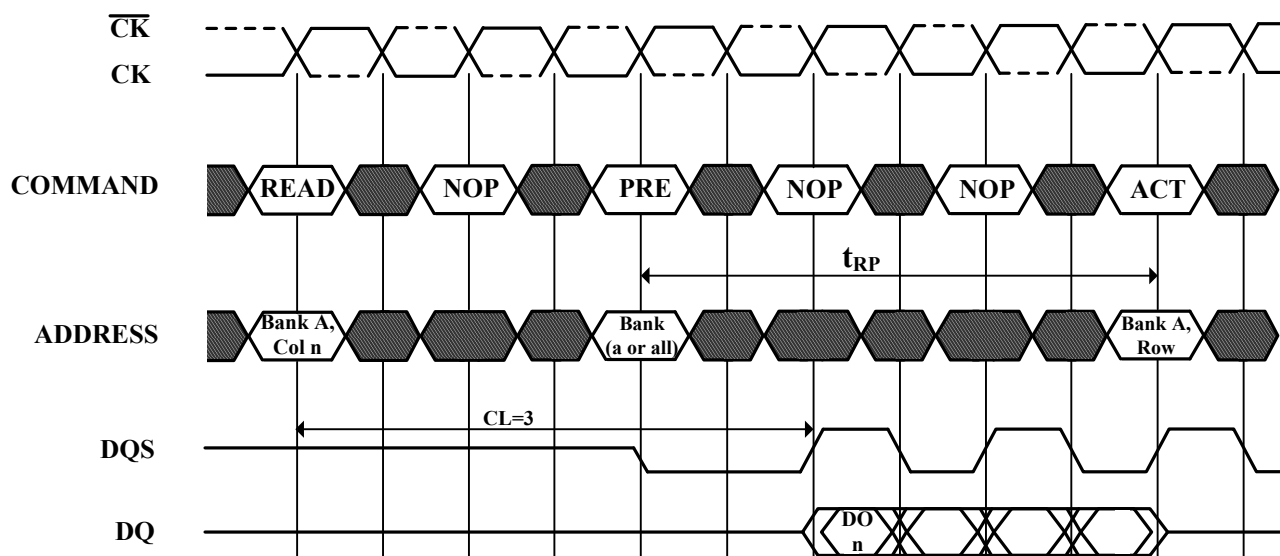 CK
CK
COMMAND
READ NOP PRE NOP NOP ACT
tRP
ADDRESS
Bank A,
Col n
Bank
(a or all)
Bank A,
Row
CL=3
DQS
DQ
DO
n